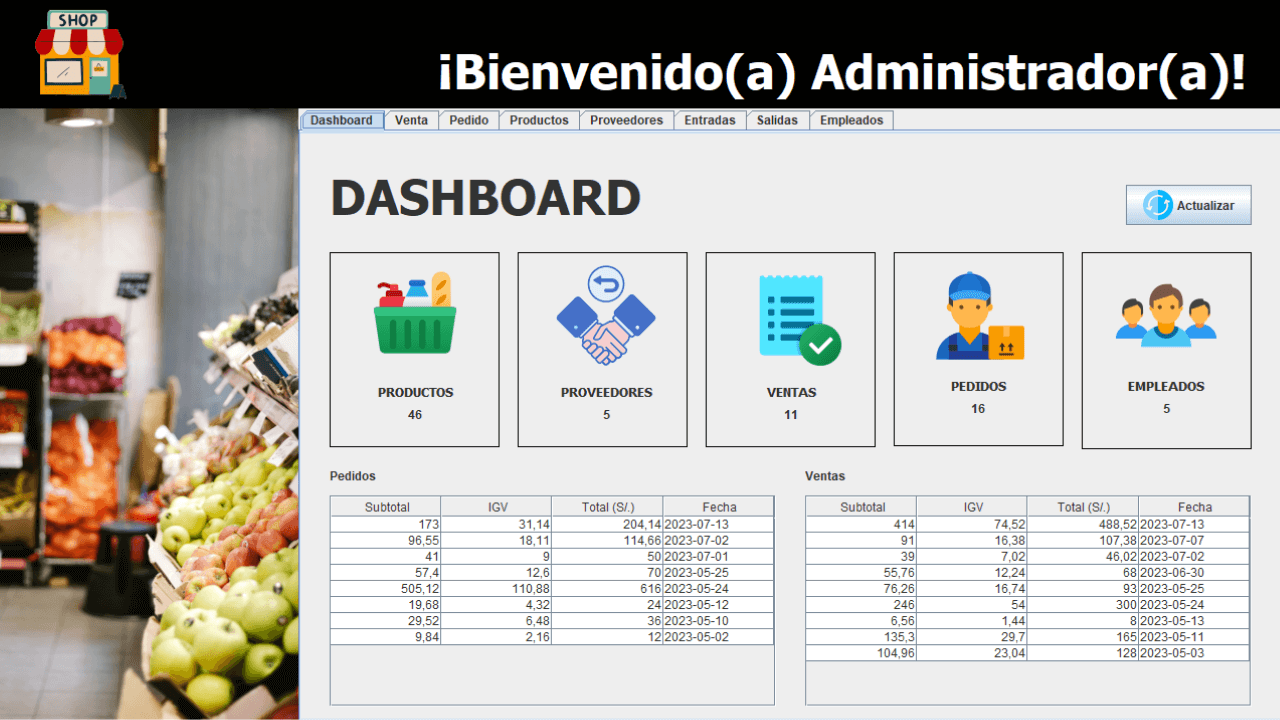 SHOP
¡Bienvenido(a) Administrador(a)!
Dashboard Venta Pedido Productos Proveedores Entradas Salidas Empleados
DASHBOARD
Actualizar
PRODUCTOS
46
PROVEEDORES
5
VENTAS
11
PEDIDOS
16
EMPLEADOS
5
Pedidos
Subtotal IGV Total (S/.) Fecha
173 31,14 204,14 2023-07-13
96,55 18,11 114,66 2023-07-02
41 9 50 2023-07-01
57,4 12,6 70 2023-05-25
505,12 110,88 616 2023-05-24
19,68 4,32 24 2023-05-12
29,52 6,48 36 2023-05-10
9,84 2,16 12 2023-05-02
Ventas
Subtotal IGV Total (S/.) Fecha
414 74,52 488,52 2023-07-13
91 16,38 107,38 2023-07-07
39 7,02 46,02 2023-07-02
55,76 12,24 68 2023-06-30
76,26 16,74 93 2023-05-25
246 54 300 2023-05-24
6,56 1,44 8 2023-05-13
135,3 29,7 165 2023-05-11
104,96 23,04 128 2023-05-03